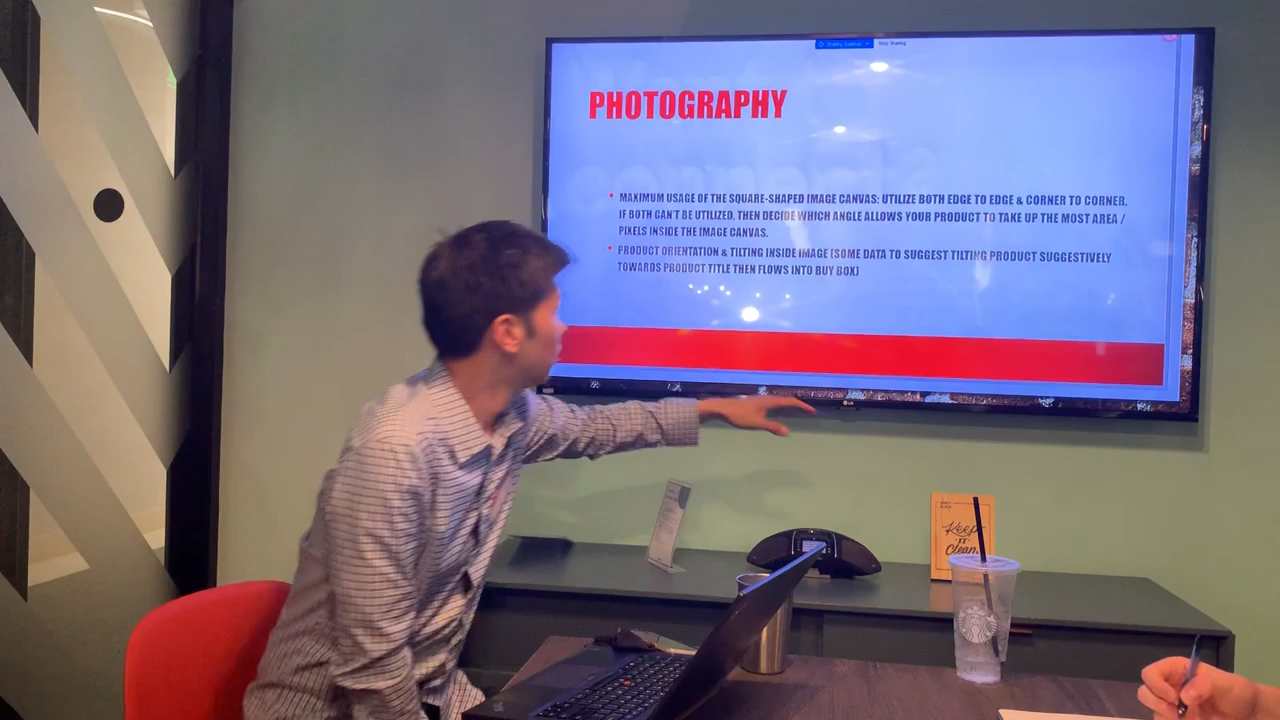 Stop Sharing
PHOTOGRAPHY
MAXIMUM USAGE OF THE SQUARE-SHAPED IMAGE CANVAS: UTILIZE BOTH EDGE TO EDGE & CORNER TO CORNER.
IF BOTH CAN'T BE UTILIZED, THEN DECIDE WHICH ANGLE ALLOWS YOUR PRODUCT TO TAKE UP THE MOST AREA /
PIXELS INSIDE THE IMAGE CANVAS.
PRODUCT ORIENTATION & TILTING INSIDE IMAGE (SOME DATA TO SUGGEST TILTING PRODUCT SUGGESTIVELY
TOWARDS PRODUCT TITLE THEN FLOWS INTO BUY BOX)
LG
Keep
IT
Clean